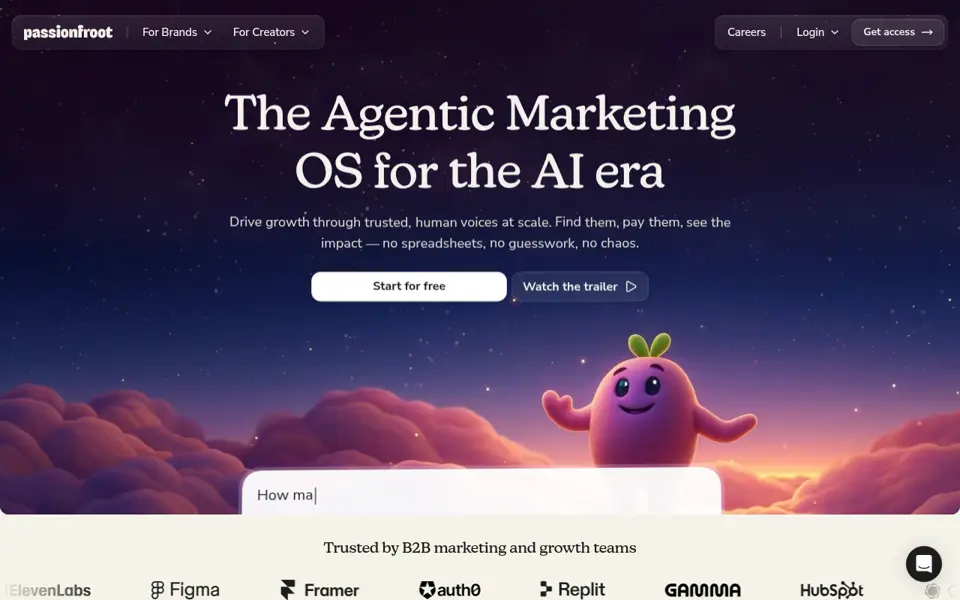 passionfroot
For Brands
For Creators
Careers
Login
Get access →
The Agentic Marketing
OS for the AI era
Drive growth through trusted, human voices at scale. Find them, pay them, see the
impact — no spreadsheets, no guesswork, no chaos.
Start for free
Watch the trailer
How ma
Trusted by B2B marketing and growth teams
ElevenLabs
Figma
Framer
auth0
Replit
GAMMA
HubSpot